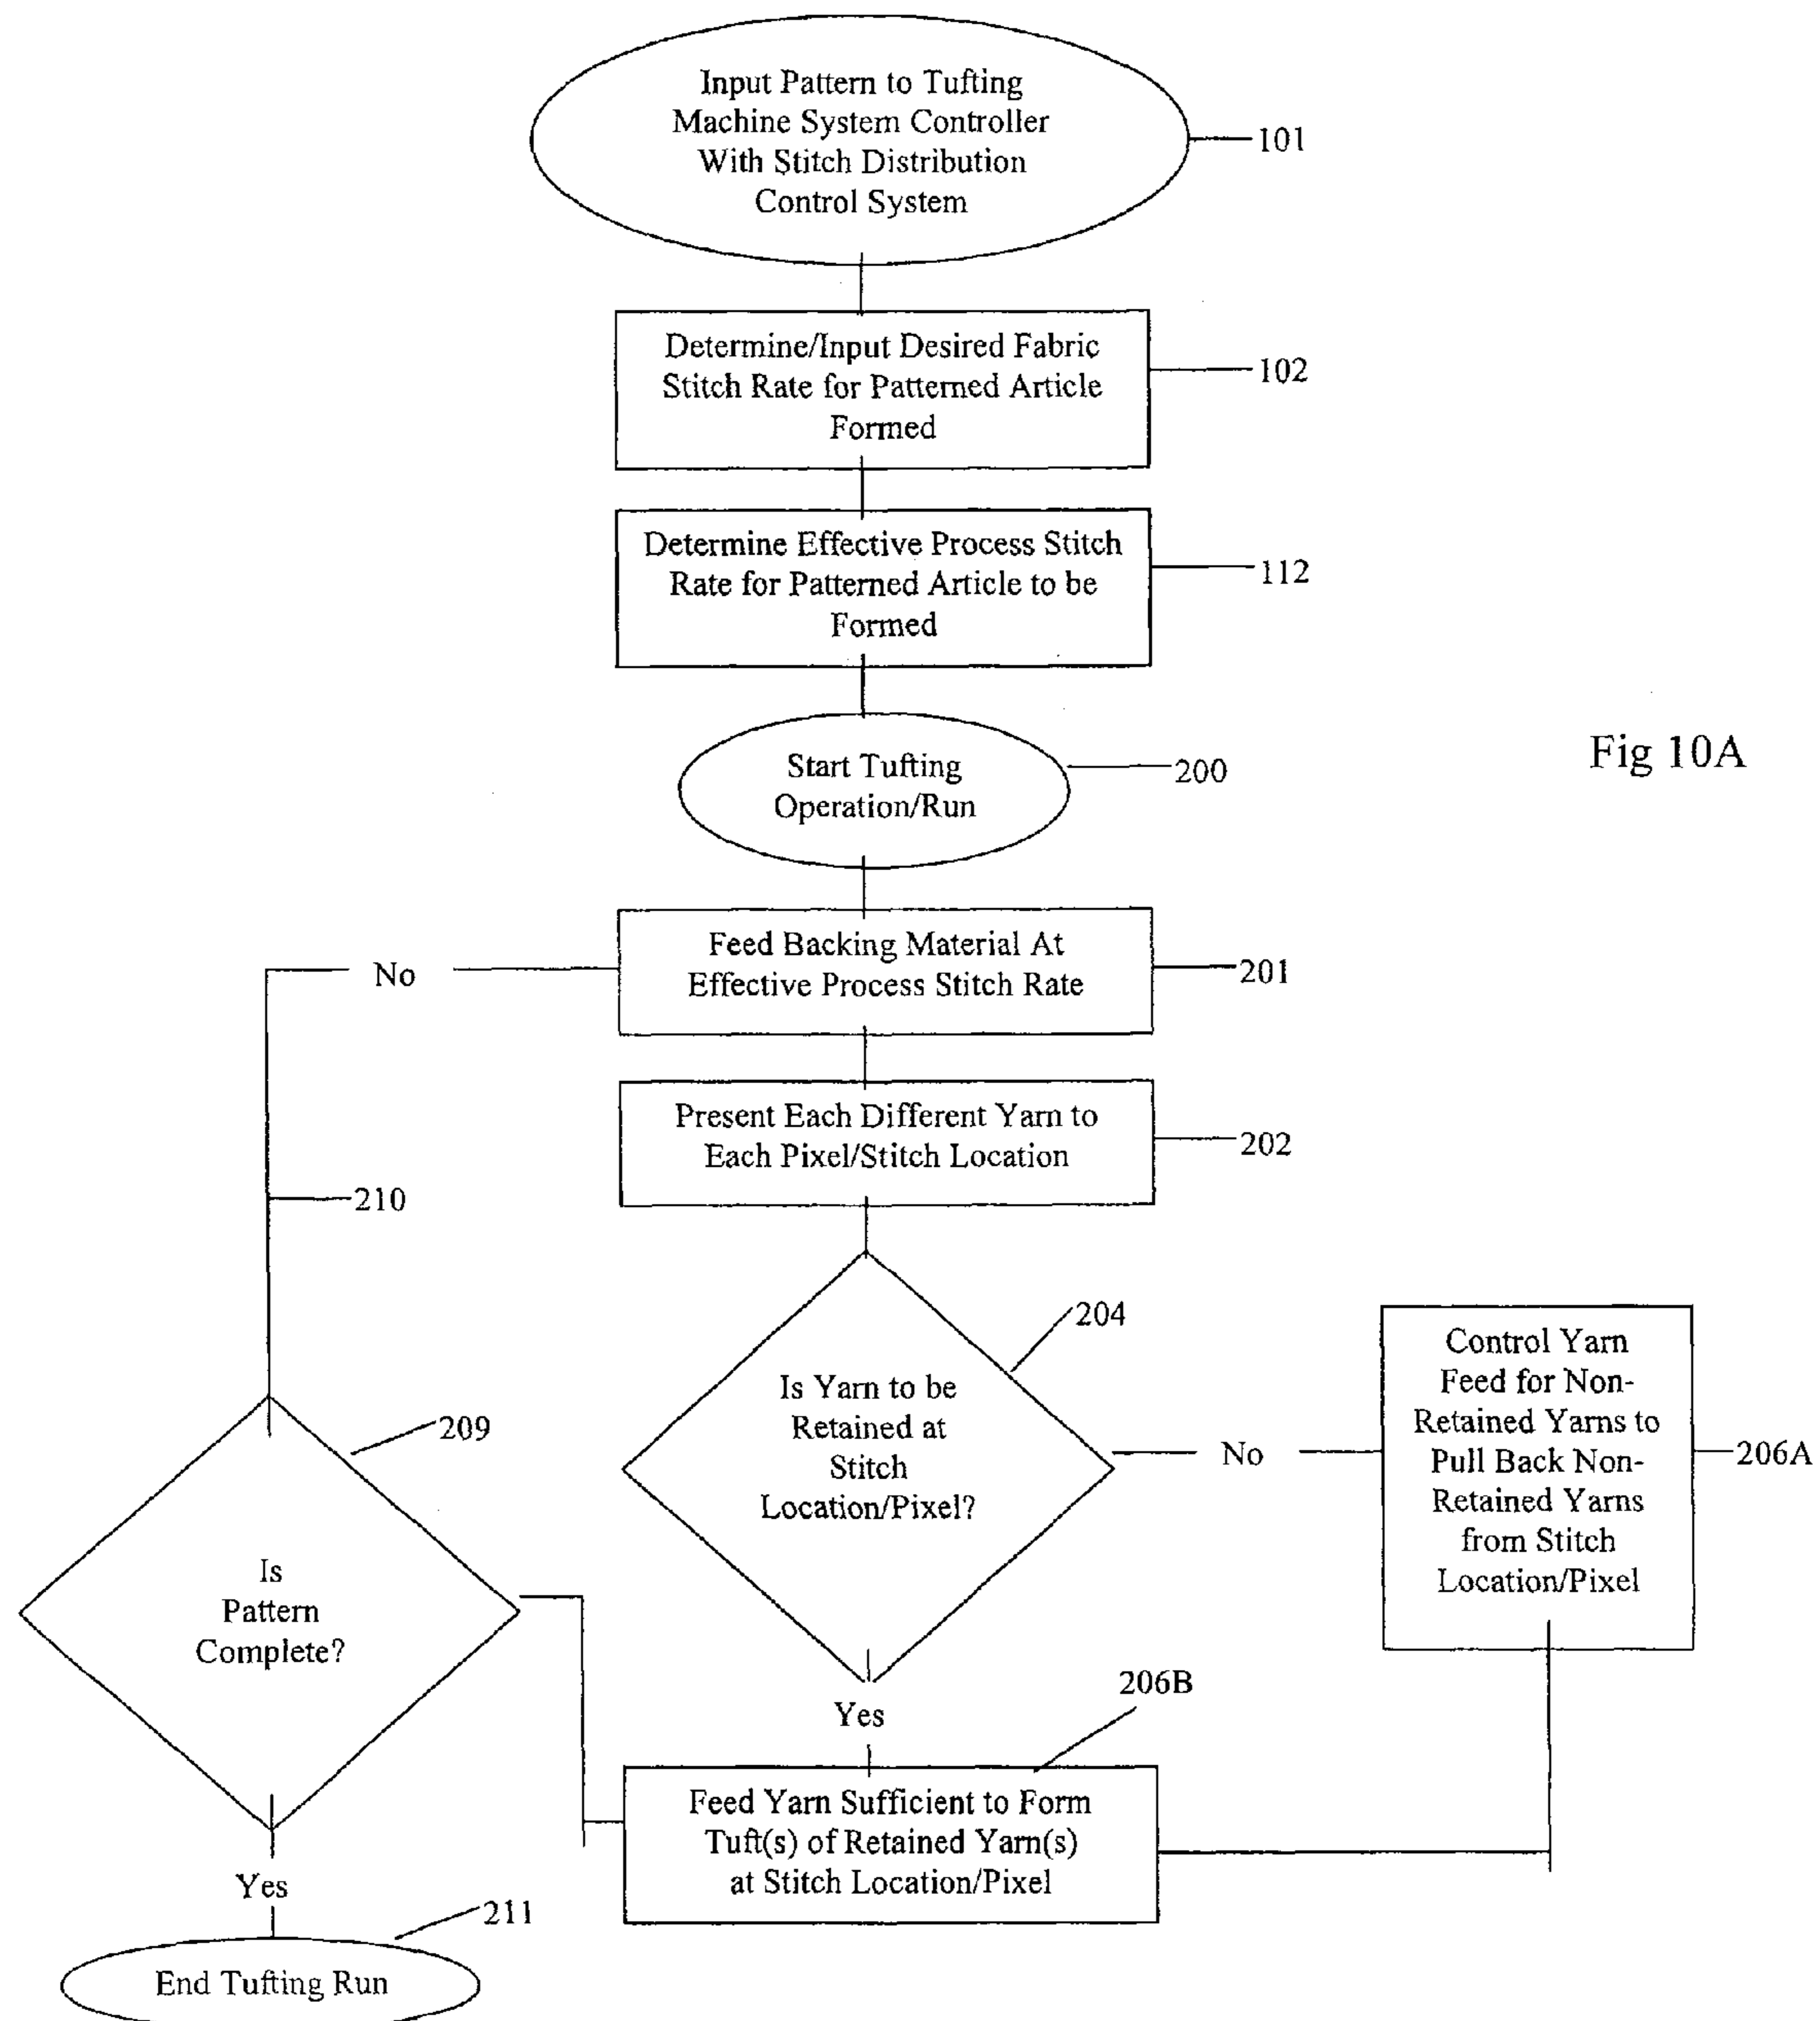 Input Pattern to Tufting
Machine System Controller
With Stitch Distribution
Control System
101
Determine/Input Desired Fabric
Stitch Rate for Patterned Article
Formed
102
Determine Effective Process Stitch
Rate for Patterned Article to be
Formed
112
Start Tufting
Operation/Run
200
Fig 10A
Feed Backing Material At
Effective Process Stitch Rate
201
No
Present Each Different Yarn to
Each Pixel/Stitch Location
202
210
Is Yarn to be
Retained at
Stitch
Location/Pixel?
204
No
Control Yarn
Feed for Non-
Retained Yarns to
Pull Back Non-
Retained Yarns
from Stitch
Location/Pixel
206A
209
Is
Pattern
Complete?
Yes
206B
Feed Yarn Sufficient to Form
Tuft(s) of Retained Yarn(s)
at Stitch Location/Pixel
Yes
211
End Tufting Run